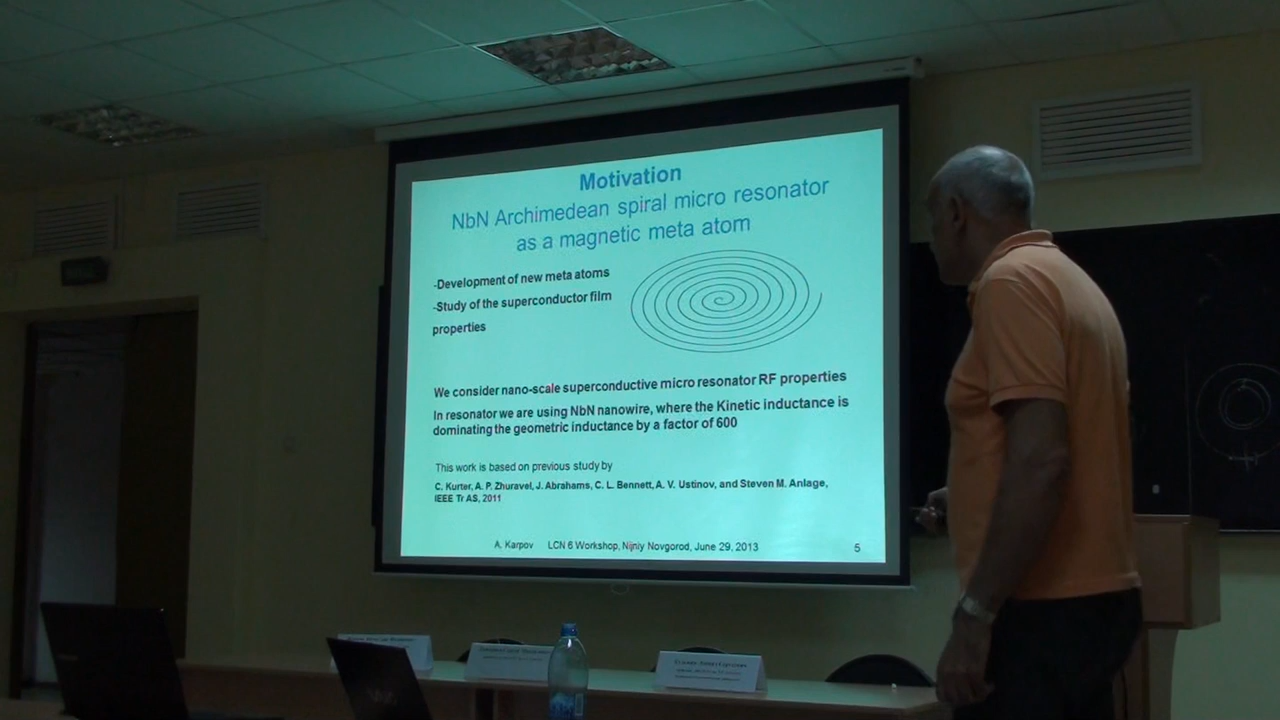 Motivation
NbN Archimedean spiral micro resonator
as a magnetic meta atom
-Development of new meta atoms
-Study of the superconductor film
properties
We consider nano-scale superconductive micro resonator RF properties
In resonator we are using NbN nanowire, where the Kinetic inductance is
dominating the geometric inductance by a factor of 600
This work is based on previous study by
C. Kurter, A. P. Zhuravel, J. Abrahams, C. L. Bennett, A. V. Ustinov, and Steven M. Anlage,
IEEE Tr AS, 2011
A. Karpov LCN 6 Workshop, Nijniy Novgorod, June 29, 2013 5